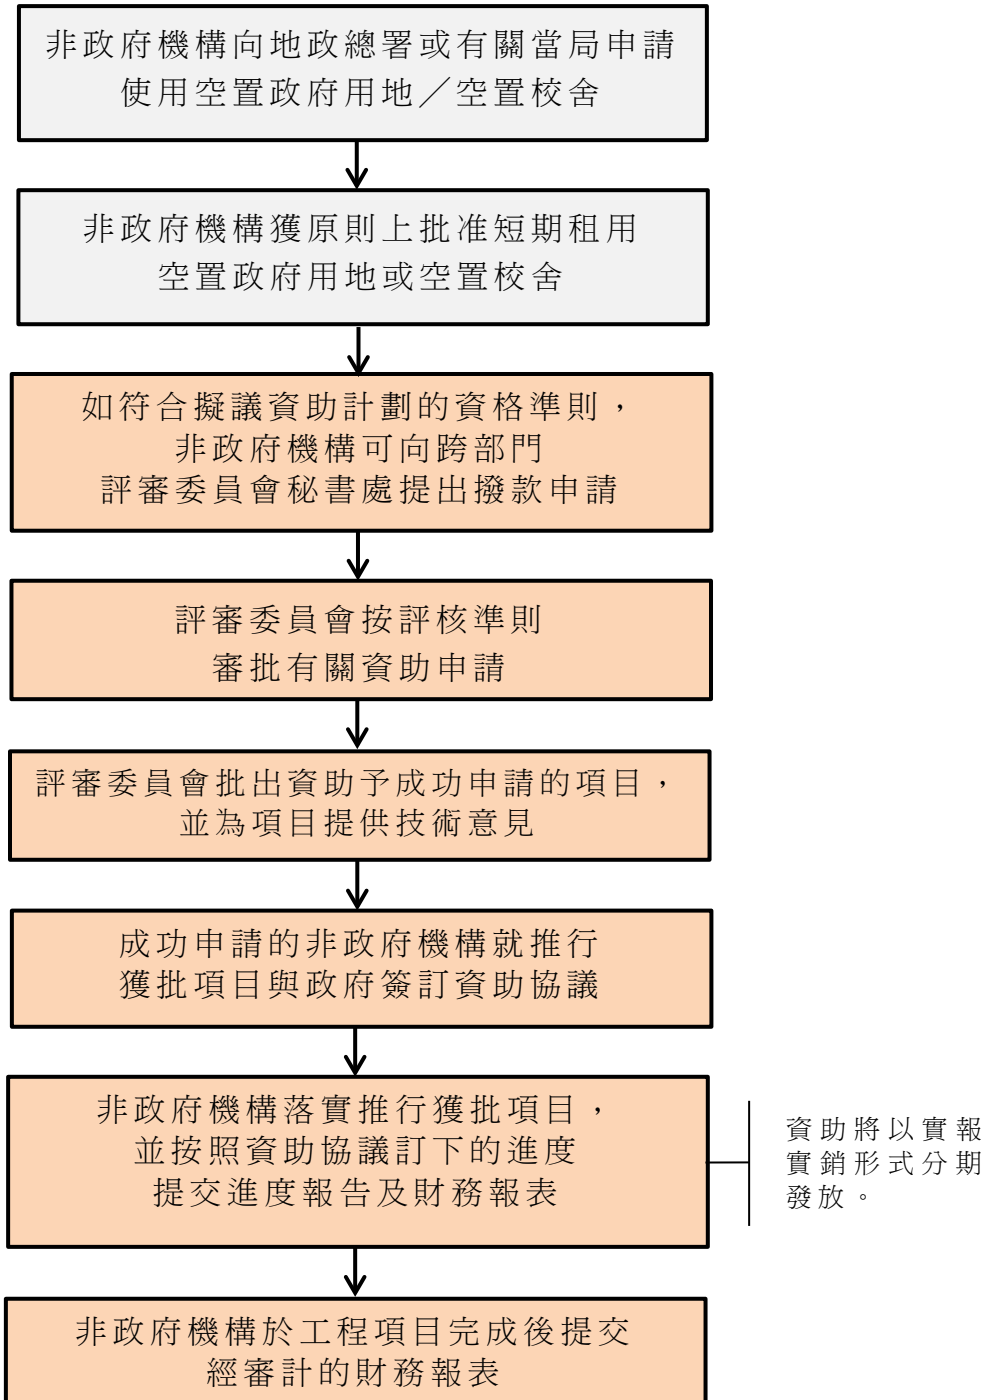 非政府機構向地政總署或有關當局申請
使用空置政府用地／空置校舍
非政府機構獲原則上批准短期租用
空置政府用地或空置校舍
如符合擬議資助計劃的資格準則，
非政府機構可向跨部門
評審委員會秘書處提出撥款申請
評審委員會按評核準則
審批有關資助申請
評審委員會批出資助予成功申請的項目，
並為項目提供技術意見
成功申請的非政府機構就推行
獲批項目與政府簽訂資助協議
非政府機構落實推行獲批項目，
並按照資助協議訂下的進度
提交進度報告及財務報表
資助將以實報
實銷形式分期
發放。
非政府機構於工程項目完成後提交
經審計的財務報表